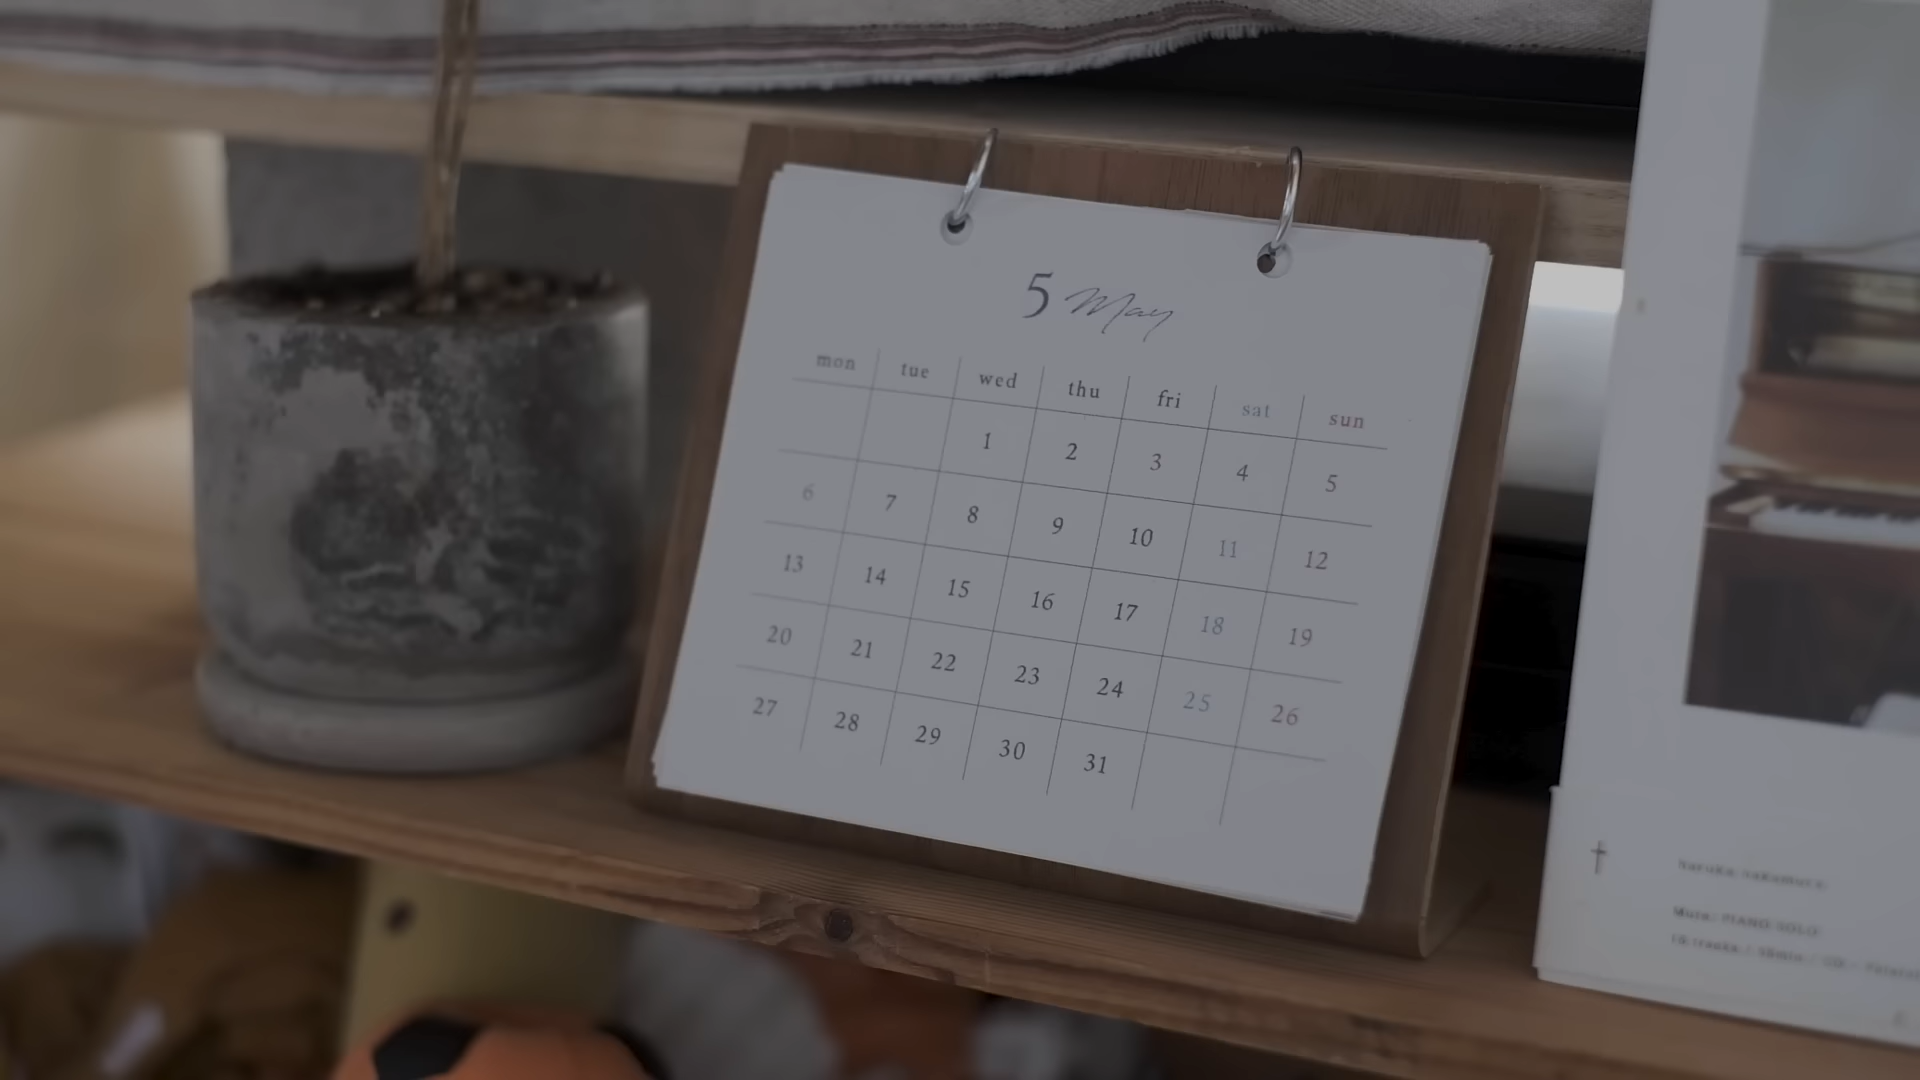 5 May
mon tue wed thu fri sat sun
1 2 3 4 5
6 7 8 9 10 11 12
13 14 15 16 17 18 19
20 21 22 23 24 25 26
27 28 29 30 31
PIANO SOLO